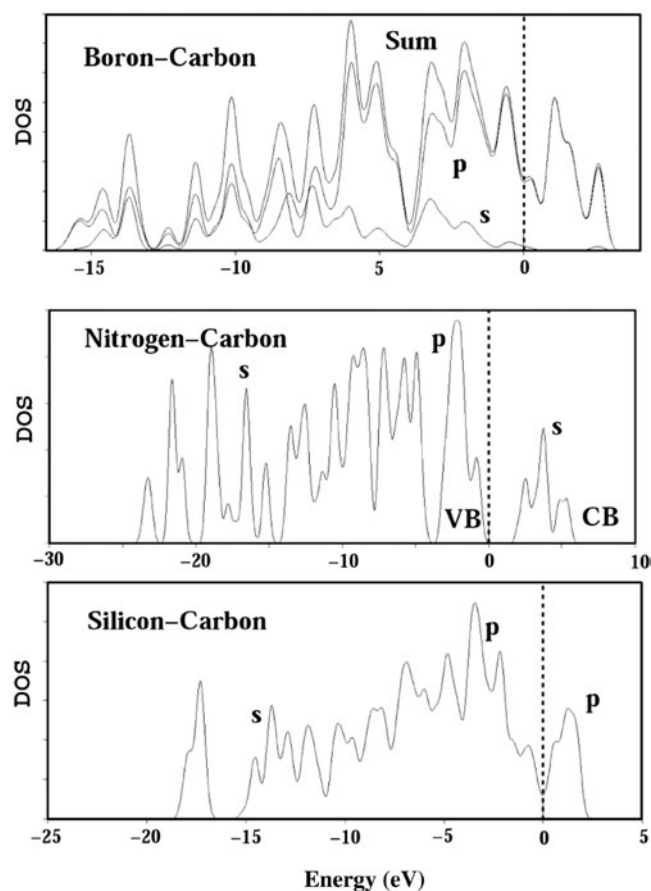 Sum
Boron–Carbon
DOS
p
s
−15 −10 5 0
Nitrogen–Carbon
p
s
s
DOS
VB CB
−30 −20 −10 0 10
Silicon–Carbon
p
s
p
DOS
−25 −20 −15 −10 −5 0 5
Energy (eV)